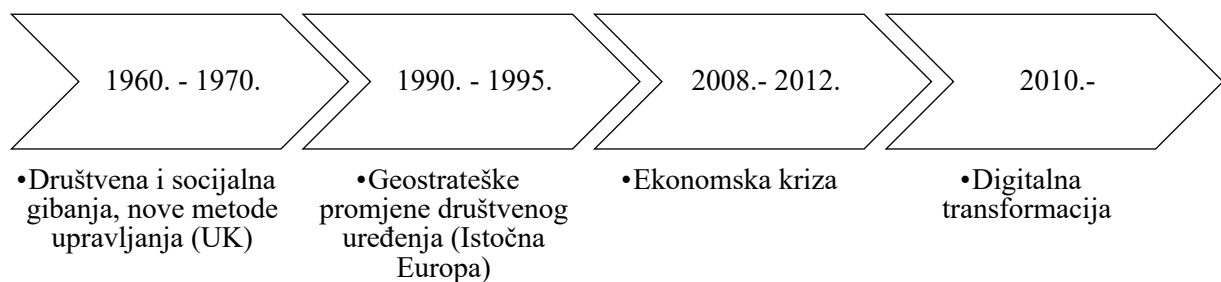 1960. - 1970.
1990. - 1995.
2008.- 2012.
2010.-
•Društvena i socijalna
gibanja, nove metode
upravljanja (UK)
•Geostrateške
promjene društvenog
uređenja (Istočna
Europa)
•Ekonomska kriza
•Digitalna
transformacija